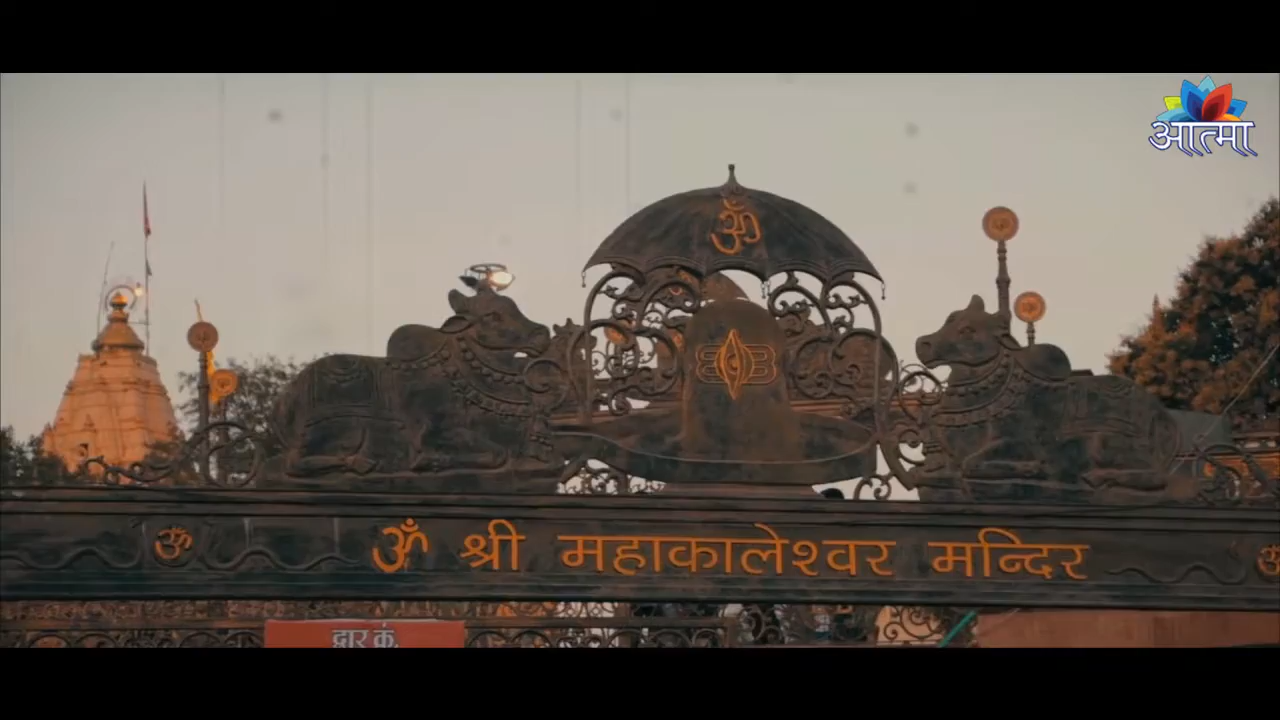 आत्मा
ॐ
ॐ ॐ श्री महाकालेश्वर मन्दिर ॐ
द्वार क्रं.